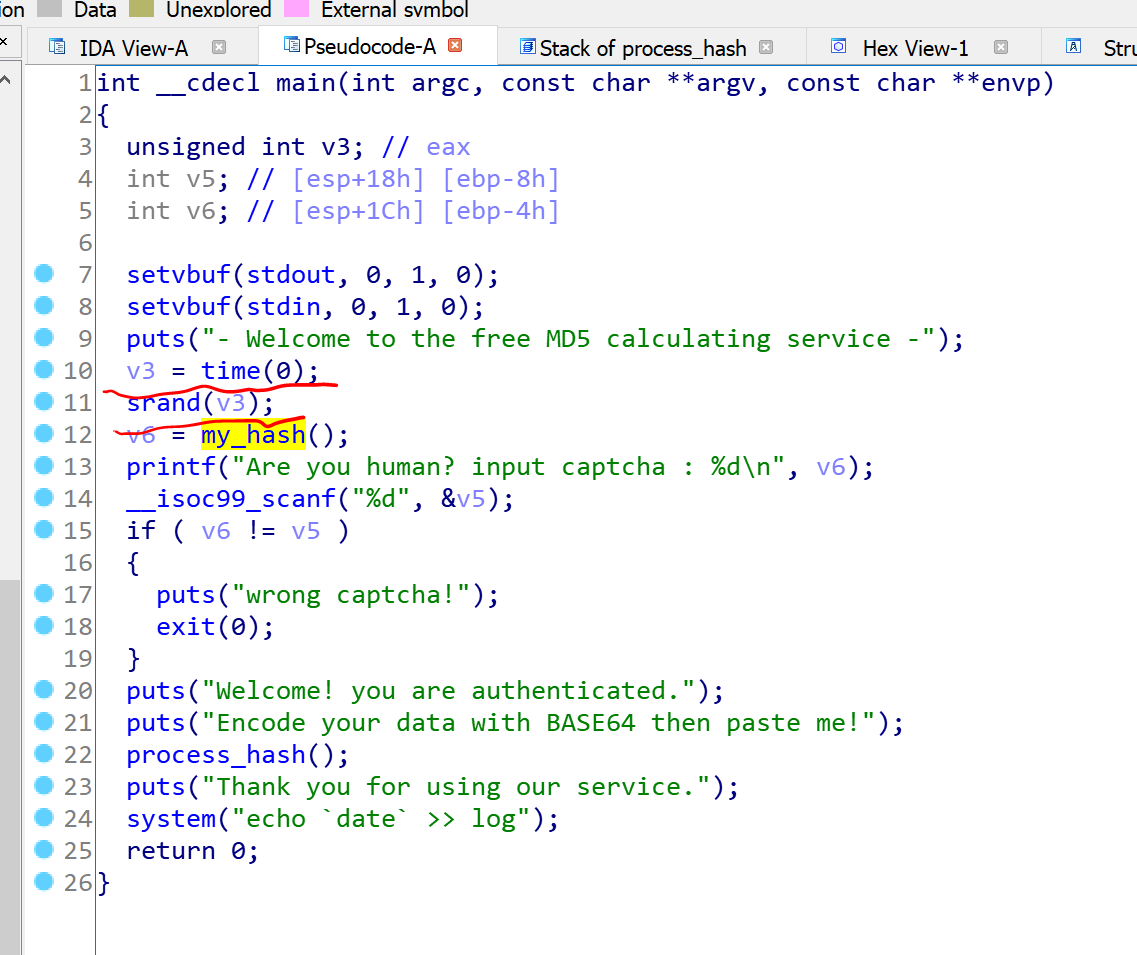 ion Data Unexplored External symbol
IDA View-A Pseudocode-A Stack of process_hash Hex View-1 Stru
1 int __cdecl main(int argc, const char **argv, const char **envp)
2 {
3 unsigned int v3; // eax
4 int v5; // [esp+18h] [ebp-8h]
5 int v6; // [esp+1Ch] [ebp-4h]
6
7 setvbuf(stdout, 0, 1, 0);
8 setvbuf(stdin, 0, 1, 0);
9 puts("- Welcome to the free MD5 calculating service -");
10 v3 = time(0);
11 srand(v3);
12 v6 = my_hash();
13 printf("Are you human? input captcha : %d\n", v6);
14 __isoc99_scanf("%d", &v5);
15 if ( v6 != v5 )
16 {
17 puts("wrong captcha!");
18 exit(0);
19 }
20 puts("Welcome! you are authenticated.");
21 puts("Encode your data with BASE64 then paste me!");
22 process_hash();
23 puts("Thank you for using our service.");
24 system("echo `date` >> log");
25 return 0;
26 }